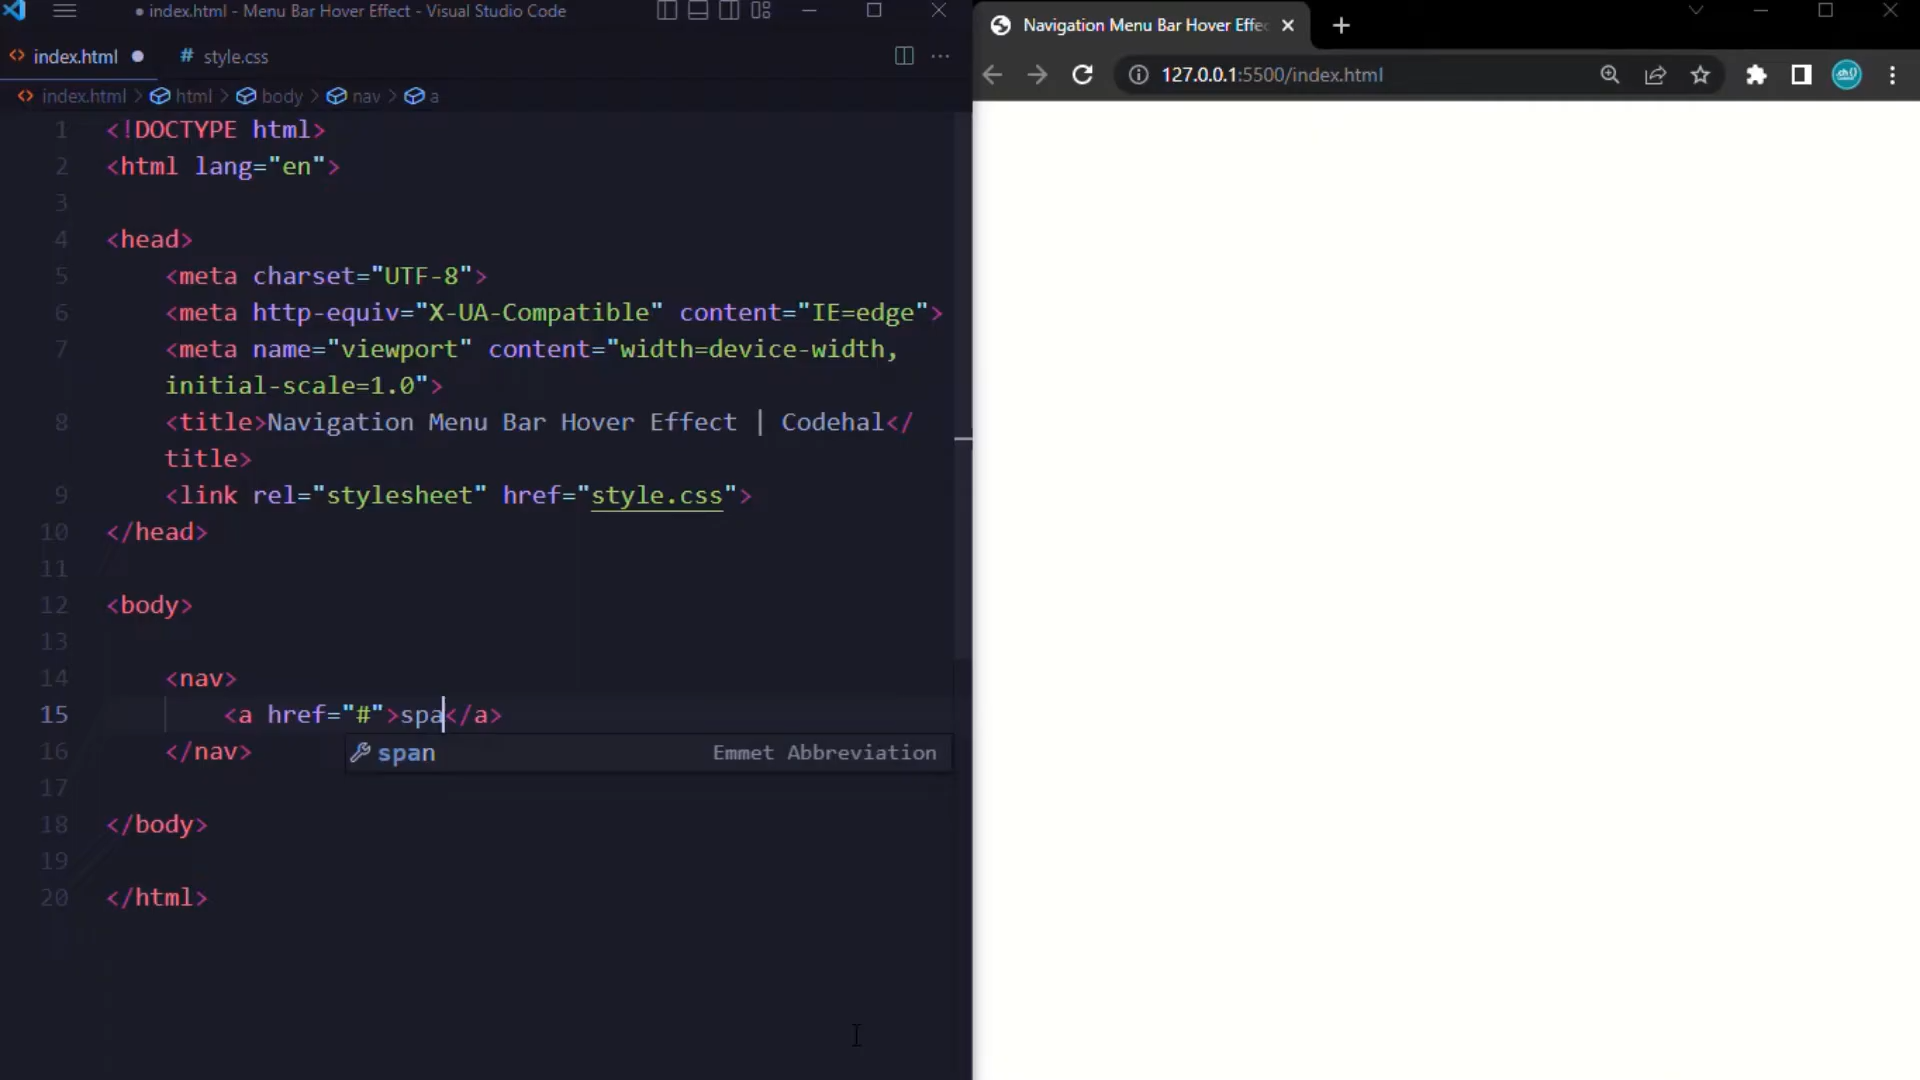 index.html - Menu Bar Hover Effect - Visual Studio Code
index.html
# style.css
index.html > html > body > nav > a
1 <!DOCTYPE html>
2 <html lang="en">
3
4 <head>
5 <meta charset="UTF-8">
6 <meta http-equiv="X-UA-Compatible" content="IE=edge">
7 <meta name="viewport" content="width=device-width,
initial-scale=1.0">
8 <title>Navigation Menu Bar Hover Effect | Codehal</
title>
9 <link rel="stylesheet" href="style.css">
10 </head>
11
12 <body>
13
14 <nav>
15 <a href="#">spa</a>
16 </nav>
span Emmet Abbreviation
17
18 </body>
19
20 </html>
Navigation Menu Bar Hover Effec
127.0.0.1:5500/index.html